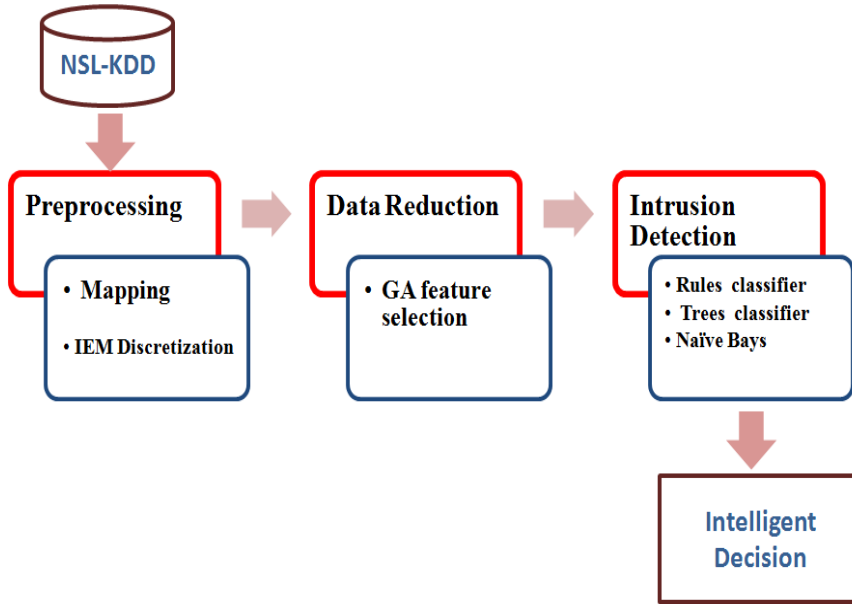 NSL-KDD
Preprocessing
• Mapping
• IEM Discretization
Data Reduction
• GA feature
selection
Intrusion
Detection
• Rules classifier
• Trees classifier
• Naïve Bays
Intelligent
Decision